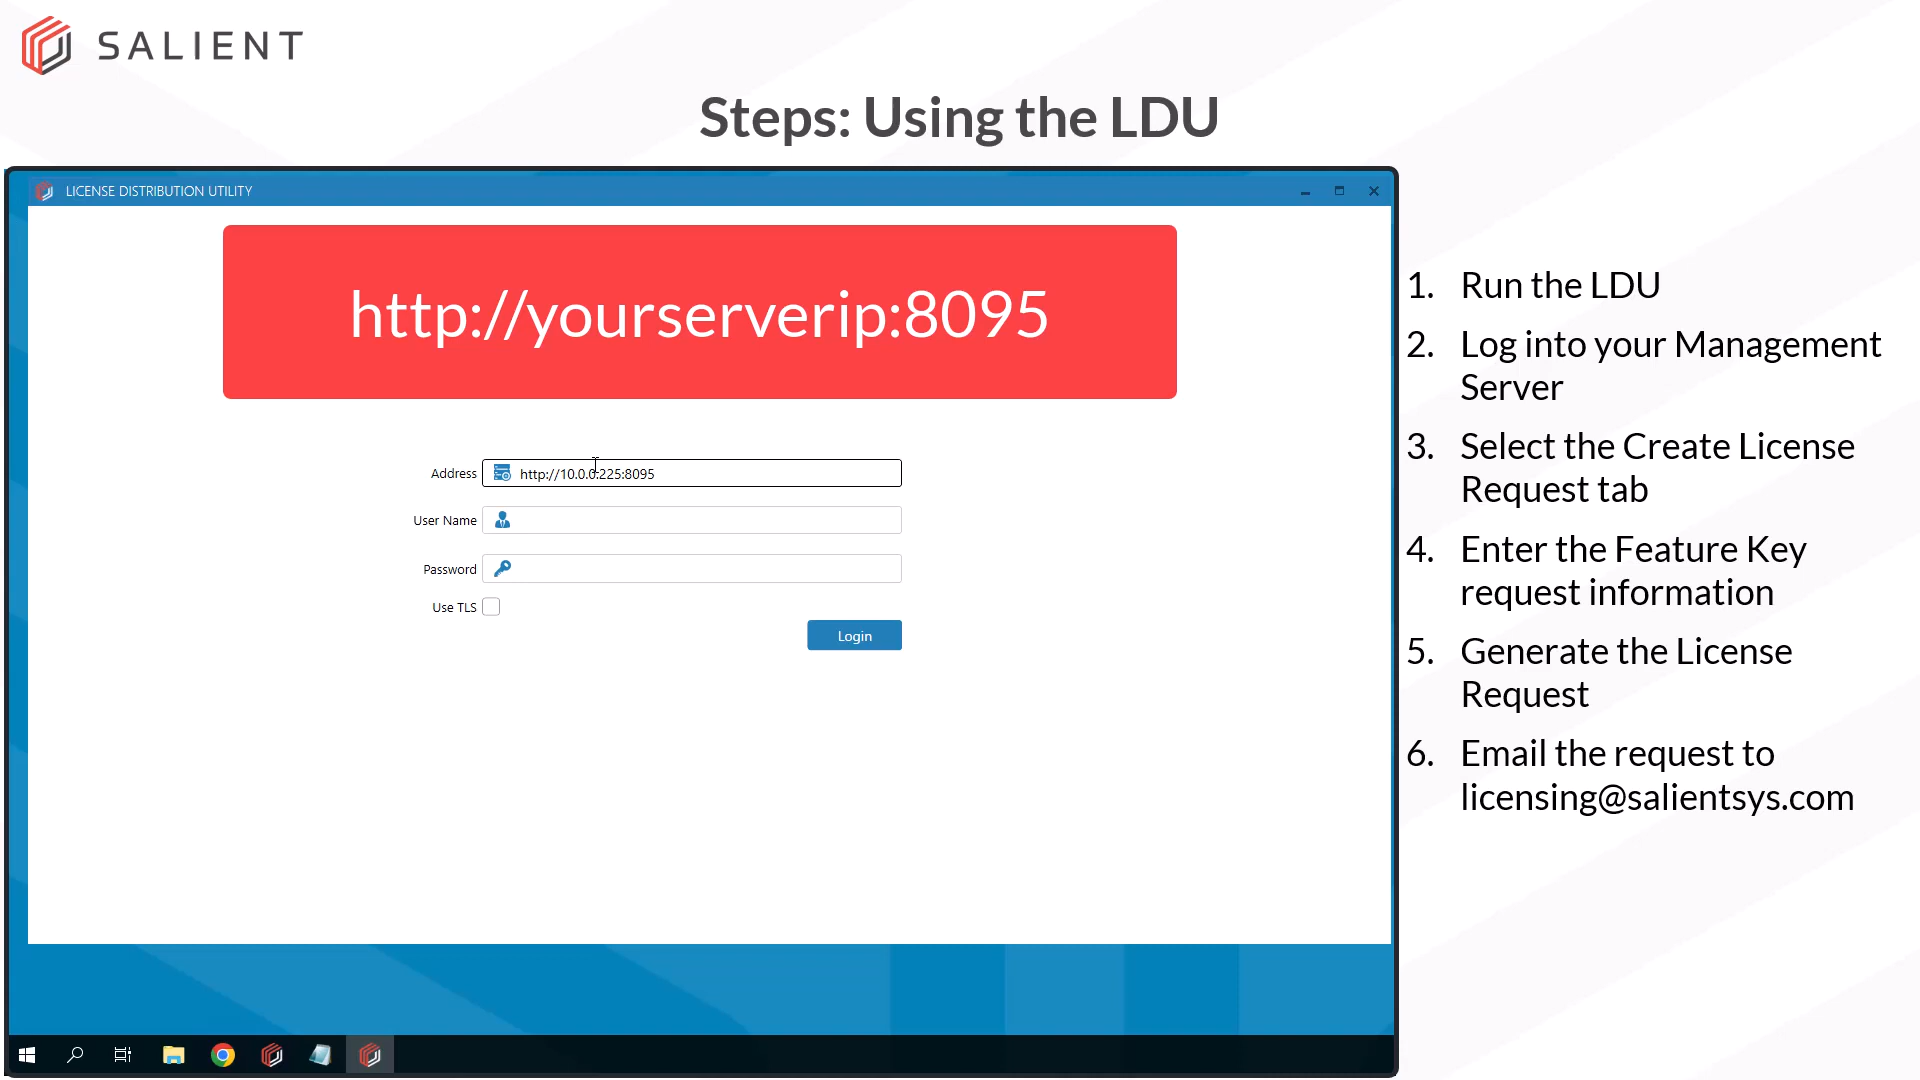 SALIENT
Steps: Using the LDU
LICENSE DISTRIBUTION UTILITY
http://yourserverip:8095
Address http://10.0.0.225:8095
User Name
Password
Use TLS
Login
1. Run the LDU
2. Log into your Management
Server
3. Select the Create License
Request tab
4. Enter the Feature Key
request information
5. Generate the License
Request
6. Email the request to
licensing@salientsys.com